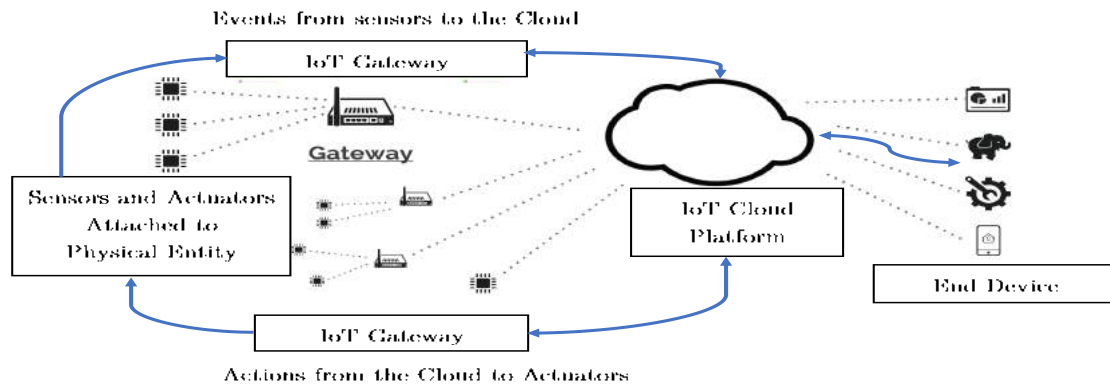 Events from sensors to the Cloud
IoT Gateway
Gateway
Sensors and Actuators
Attached to
Physical Entity
IoT Cloud
Platform
End Device
IoT Gateway
Actions from the Cloud to Actuators